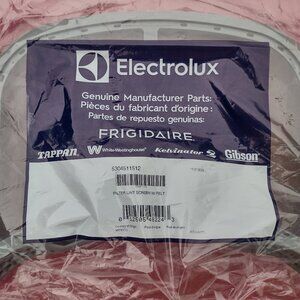 Electrolux
Genuine Manufacturer Parts:
Pièces du fabricant d'origine:
Partes de repuesto genuinas:
FRIGIDAIRE
TAPPAN White-Westinghouse Kelvinator Gibson
5304511512
FILTER-LINT SCREEN W FELT